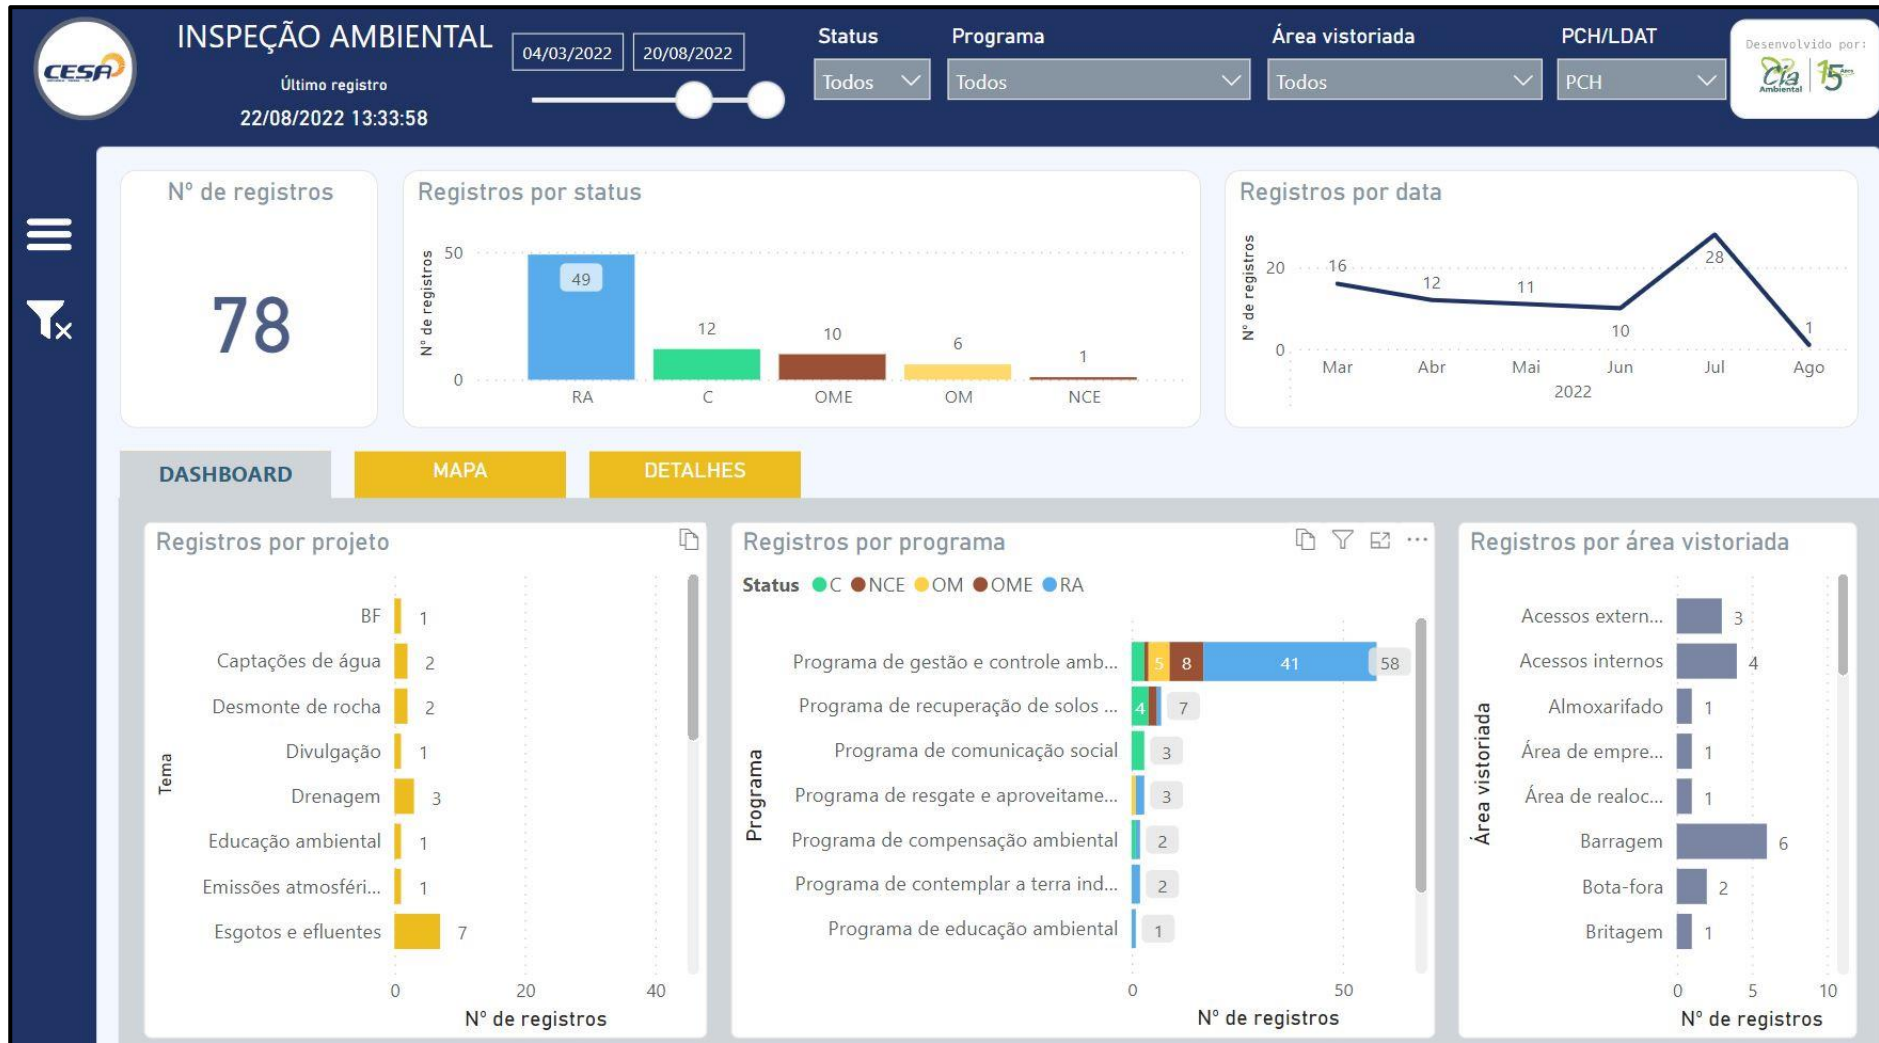 CESA
INSPEÇÃO AMBIENTAL
Último registro
22/08/2022 13:33:58
04/03/2022
20/08/2022
Status
Todos
Programa
Todos
Área vistoriada
Todos
PCH/LDAT
PCH
Desenvolvido por:
Cia
Ambiental
15
Nº de registros
78
Registros por status
Nº de registros
50
0
49
12
10
6
1
RA
C
OME
OM
NCE
Registros por data
Nº de registros
20
0
16
12
11
10
28
1
Mar
Abr
Mai
Jun
Jul
Ago
2022
DASHBOARD
MAPA
DETALHES
Registros por projeto
Tema
BF 1
Captações de água 2
Desmonte de rocha 2
Divulgação 1
Drenagem 3
Educação ambiental 1
Emissões atmosféri... 1
Esgotos e efluentes 7
0 20 40
Nº de registros
Registros por programa
Status C NCE OM OME RA
Programa
Programa de gestão e controle amb... 5 8 41 58
Programa de recuperação de solos ... 4 7
Programa de comunicação social 3
Programa de resgate e aproveitame... 3
Programa de compensação ambiental 2
Programa de contemplar a terra ind... 2
Programa de educação ambiental 1
0 50
Nº de registros
Registros por área vistoriada
Área vistoriada
Acessos extern... 3
Acessos internos 4
Almoxarifado 1
Área de empre... 1
Área de realoc... 1
Barragem 6
Bota-fora 2
Britagem 1
0 5 10
Nº de registros